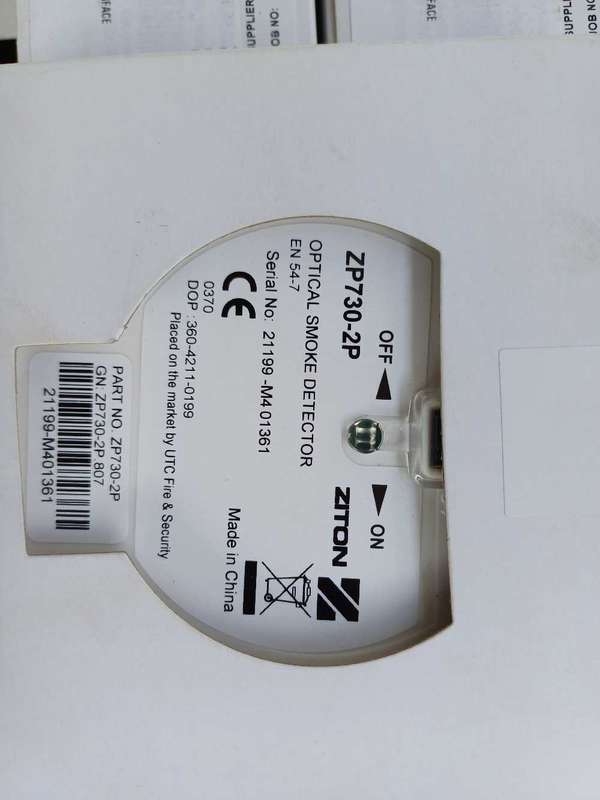 OFF
ON
ZP730-2P
ZITON
OPTICAL SMOKE DETECTOR
EN 54-7
Serial No: 21199 -M4 01361
CE
0370
DOP : 360-4211-0199
Placed on the market by UTC Fire & Security
Made in China
PART NO. ZP730-2P
GN: ZP730-2P 807
21199-M401361
SUPPLIER